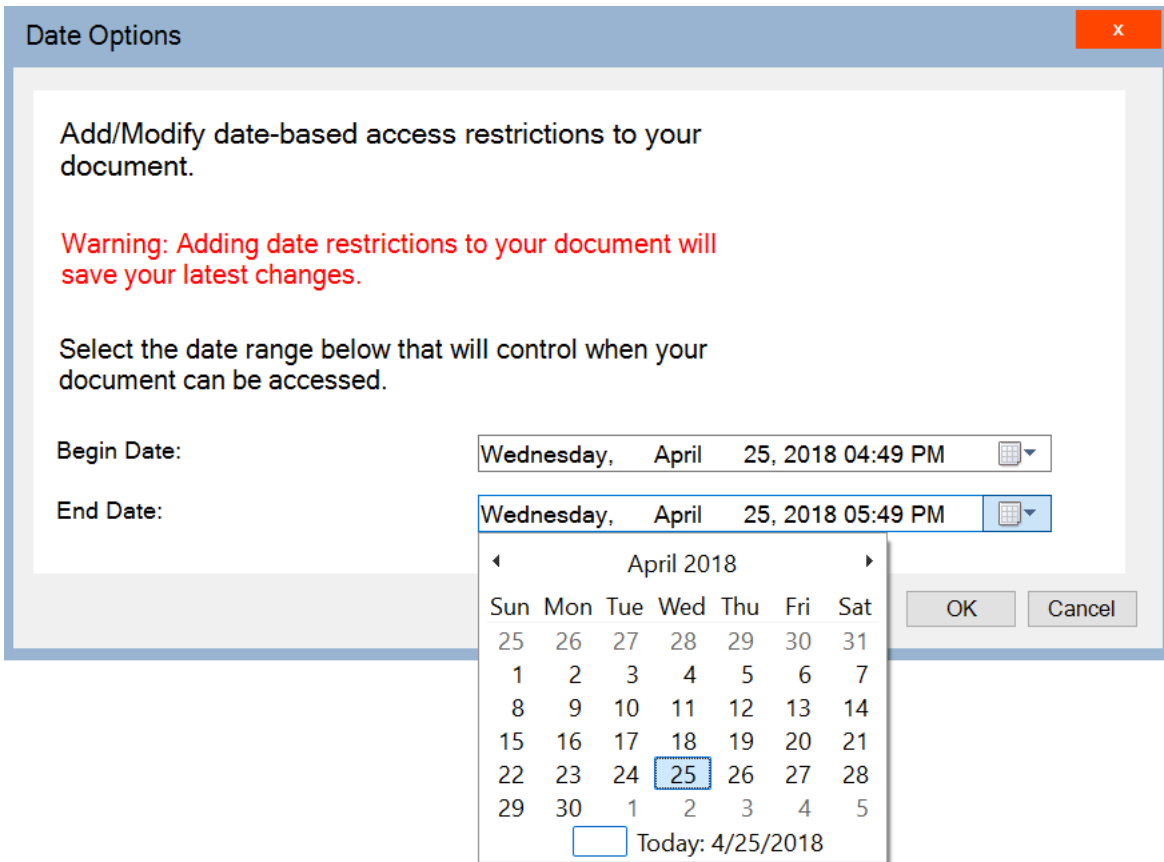 Date Options
x
Add/Modify date-based access restrictions to your
document.
Warning: Adding date restrictions to your document will
save your latest changes.
Select the date range below that will control when your
document can be accessed.
Begin Date: Wednesday, April 25, 2018 04:49 PM
End Date: Wednesday, April 25, 2018 05:49 PM
April 2018
Sun Mon Tue Wed Thu Fri Sat
25 26 27 28 29 30 31
1 2 3 4 5 6 7
8 9 10 11 12 13 14
15 16 17 18 19 20 21
22 23 24 25 26 27 28
29 30 1 2 3 4 5
Today: 4/25/2018
OK Cancel